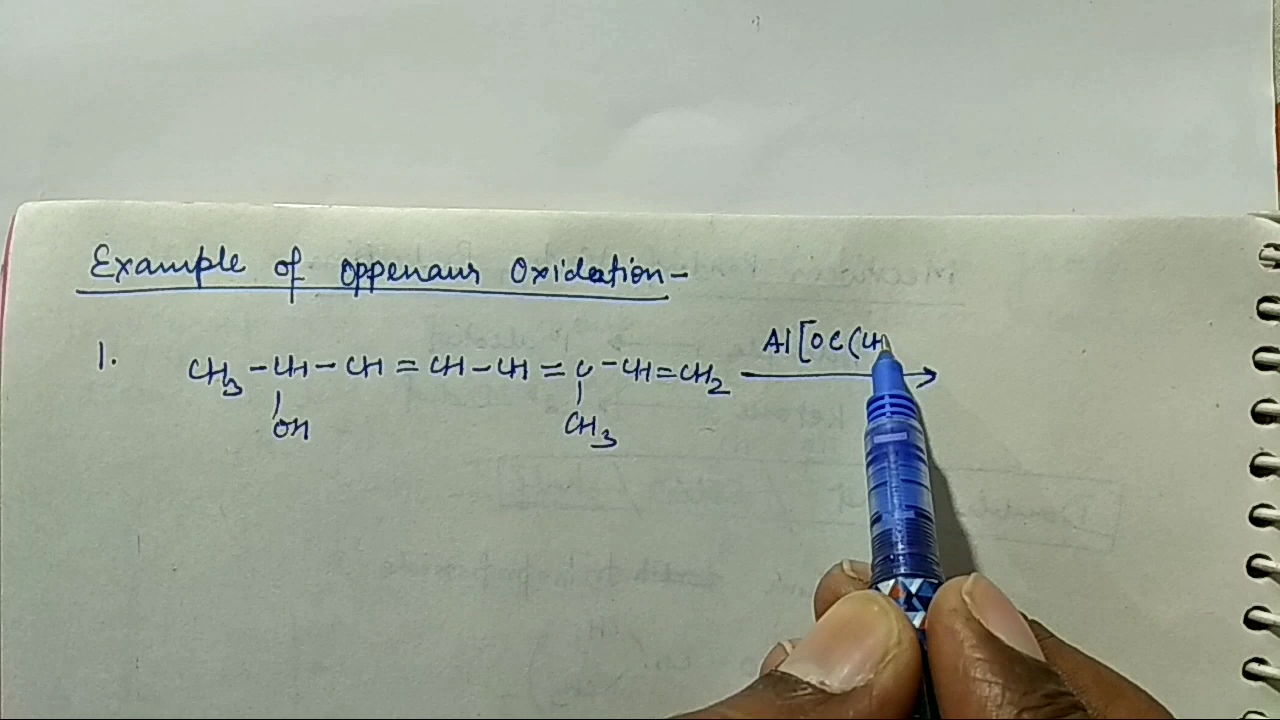 Example of oppenaur Oxidation-
Al[OC(CH
1. CH3-CH-CH=CH-CH=C-CH=CH2
OH CH3